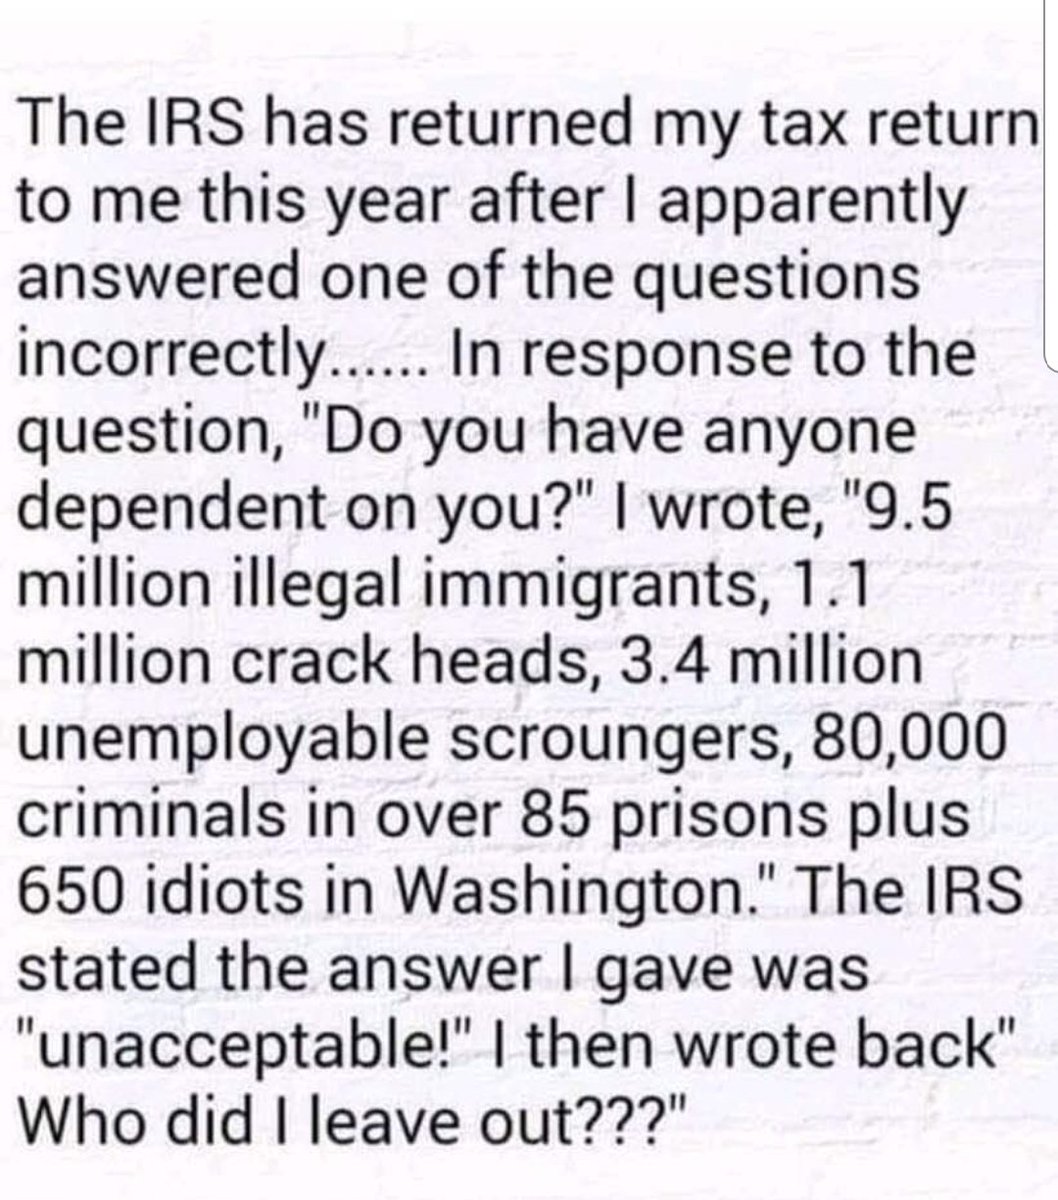 The IRS has returned my tax return
to me this year after I apparently
answered one of the questions
incorrectly...... In response to the
question, "Do you have anyone
dependent on you?" I wrote, "9.5
million illegal immigrants, 1.1
million crack heads, 3.4 million
unemployable scroungers, 80,000
criminals in over 85 prisons plus
650 idiots in Washington." The IRS
stated the answer I gave was
"unacceptable!" I then wrote back"
Who did I leave out???"